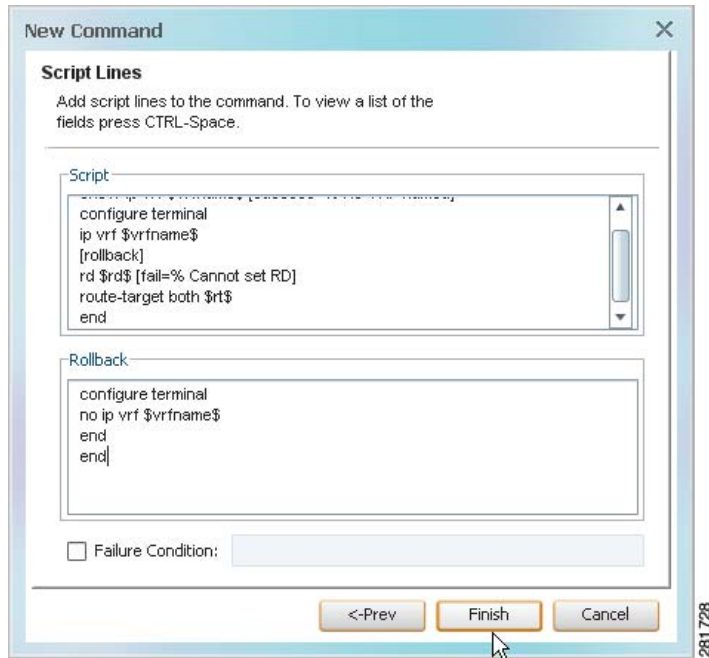 New Command
Script Lines
Add script lines to the command. To view a list of the
fields press CTRL-Space.
Script
configure terminal
ip vrf $vrfname$
[rollback]
rd $rd$ [fail=% Cannot set RD]
route-target both $rt$
end
Rollback
configure terminal
no ip vrf $vrfname$
end
end
Failure Condition:
<-Prev
Finish
Cancel
281728